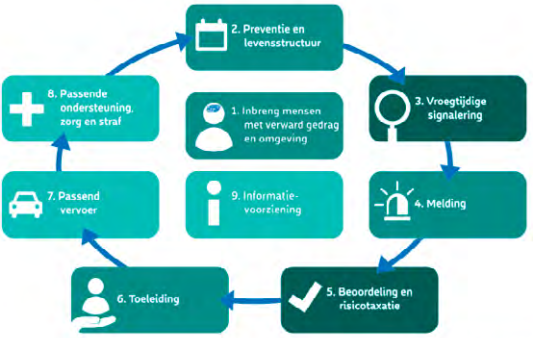 2. Preventie en
levensstructuur
8. Passende
ondersteuning,
zorg en straf
1. Inbreng mensen
met verward gedrag
en omgeving
3. Vroegtijdige
signalering
7. Passend
vervoer
9. Informatie-
voorziening
4. Melding
6. Toeleiding
5. Beoordeling en
risicotaxatie